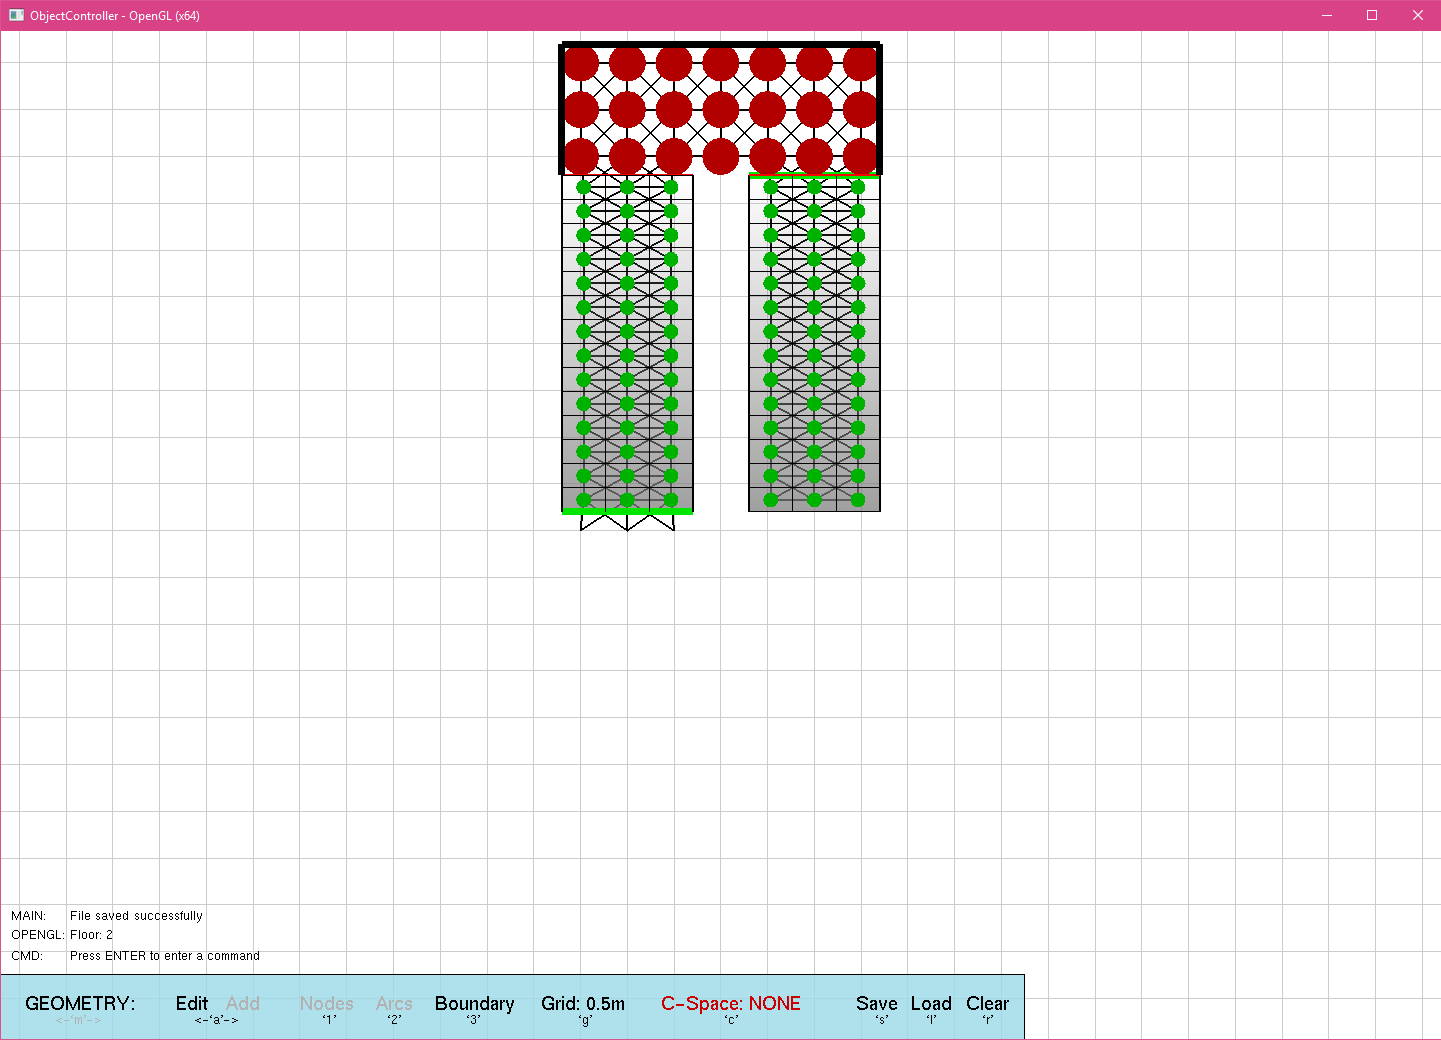 ObjectController - OpenGL (x64)
MAIN: File saved successfully
OPENGL: Floor: 2
CMD: Press ENTER to enter a command
GEOMETRY: Edit Add Nodes Arcs Boundary Grid: 0.5m C-Space: NONE Save Load Clear
<-'m'-> <-'a'-> '1' '2' '3' 'g' 'c' 's' 'l' 'r'